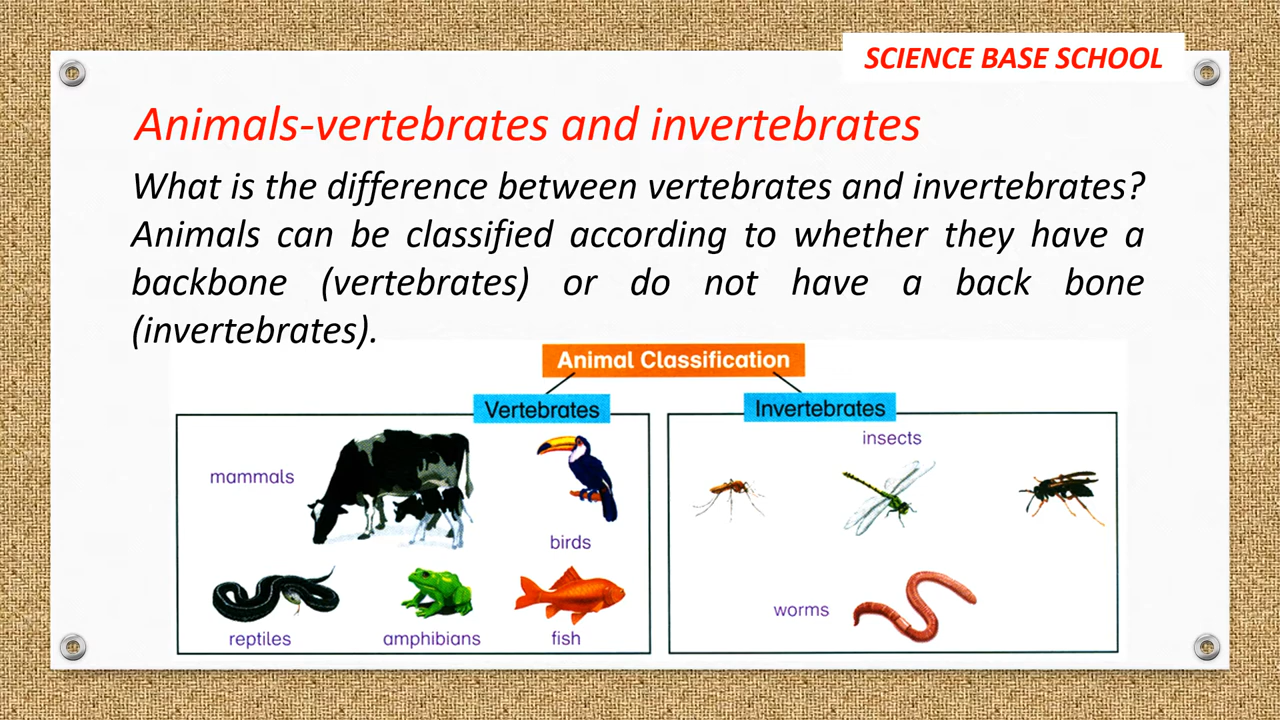 SCIENCE BASE SCHOOL
Animals-vertebrates and invertebrates
What is the difference between vertebrates and invertebrates?
Animals can be classified according to whether they have a
backbone (vertebrates) or do not have a back bone
(invertebrates).
Animal Classification
Vertebrates
Invertebrates
mammals
birds
reptiles
amphibians
fish
insects
worms